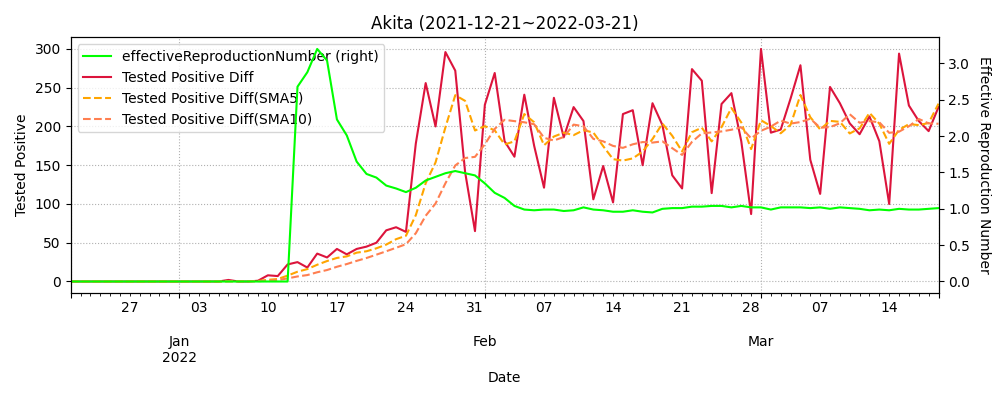 Akita (2021-12-21~2022-03-21)
effectiveReproductionNumber (right)
Tested Positive Diff
Tested Positive Diff(SMA5)
Tested Positive Diff(SMA10)
Tested Positive
300
250
200
150
100
50
0
3.0
2.5
2.0
1.5
1.0
0.5
0.0
Effective Reproduction Number
27 03 10 17 24 31 07 14 21 28 07 14
Jan Feb Mar
2022
Date